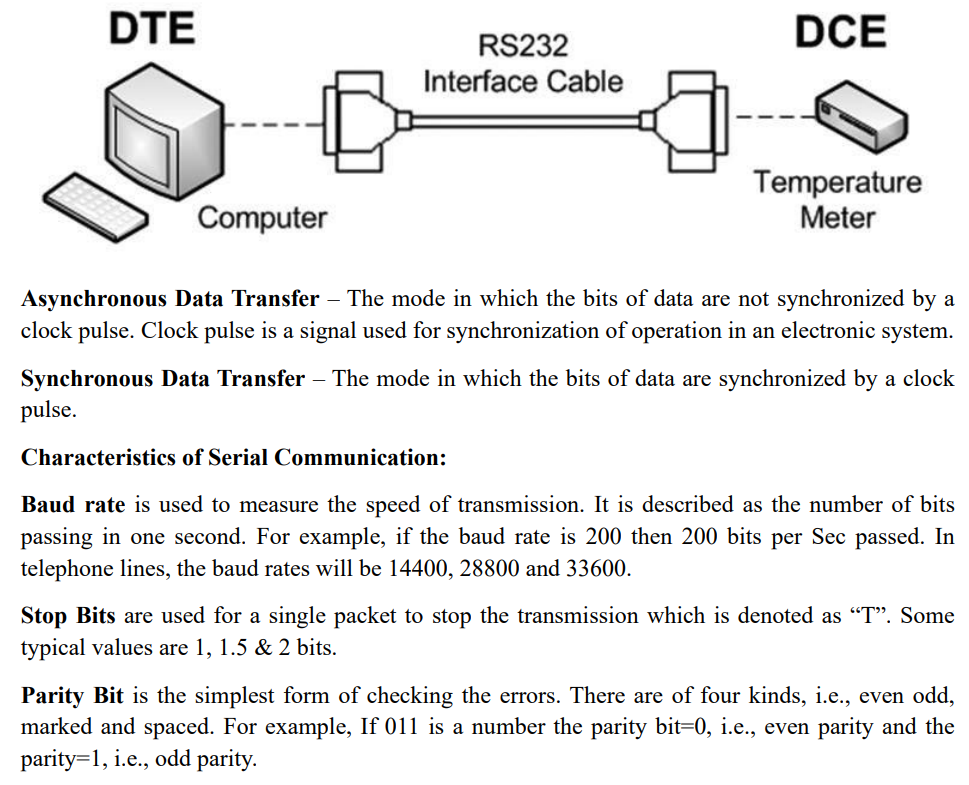 DTE
DCE
RS232
Interface Cable
Temperature
Meter
Computer
Asynchronous Data Transfer – The mode in which the bits of data are not synchronized by a
clock pulse. Clock pulse is a signal used for synchronization of operation in an electronic system.
Synchronous Data Transfer – The mode in which the bits of data are synchronized by a clock
pulse.
Characteristics of Serial Communication:
Baud rate is used to measure the speed of transmission. It is described as the number of bits
passing in one second. For example, if the baud rate is 200 then 200 bits per Sec passed. In
telephone lines, the baud rates will be 14400, 28800 and 33600.
Stop Bits are used for a single packet to stop the transmission which is denoted as “T”. Some
typical values are 1, 1.5 & 2 bits.
Parity Bit is the simplest form of checking the errors. There are of four kinds, i.e., even odd,
marked and spaced. For example, If 011 is a number the parity bit=0, i.e., even parity and the
parity=1, i.e., odd parity.